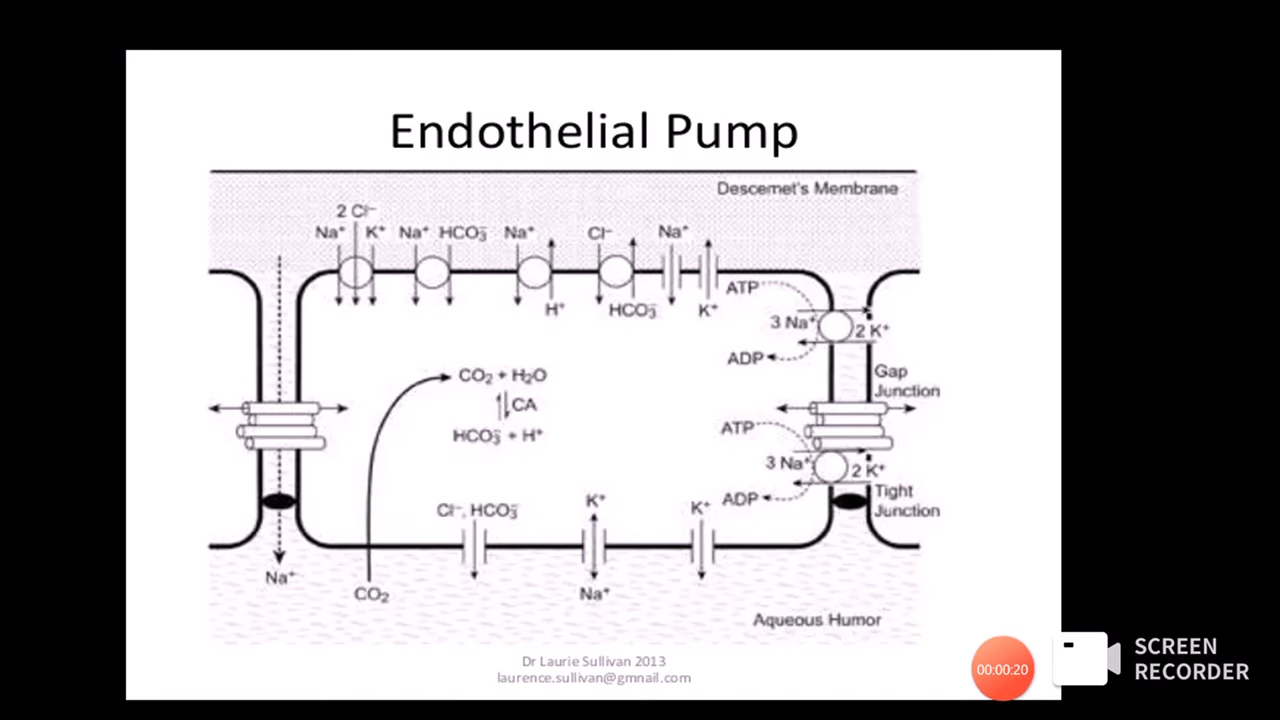 Endothelial Pump
Descemet's Membrane
2 Cl⁻
Na⁺ K⁺ Na⁺ HCO₃⁻ Na⁺ Cl⁻ Na⁺
H⁺ HCO₃⁻ K⁺
ATP
3 Na⁺ 2 K⁺
ADP
Gap
Junction
CO₂ + H₂O
CA
HCO₃⁻ + H⁺
ATP
3 Na⁺ 2 K⁺
ADP
Tight
Junction
Cl⁻, HCO₃⁻ K⁺ K⁺
Na⁺
CO₂ Na⁺
Aqueous Humor
Dr Laurie Sullivan 2013
laurence.sullivan@gmnail.com
00:00:20
SCREEN
RECORDER